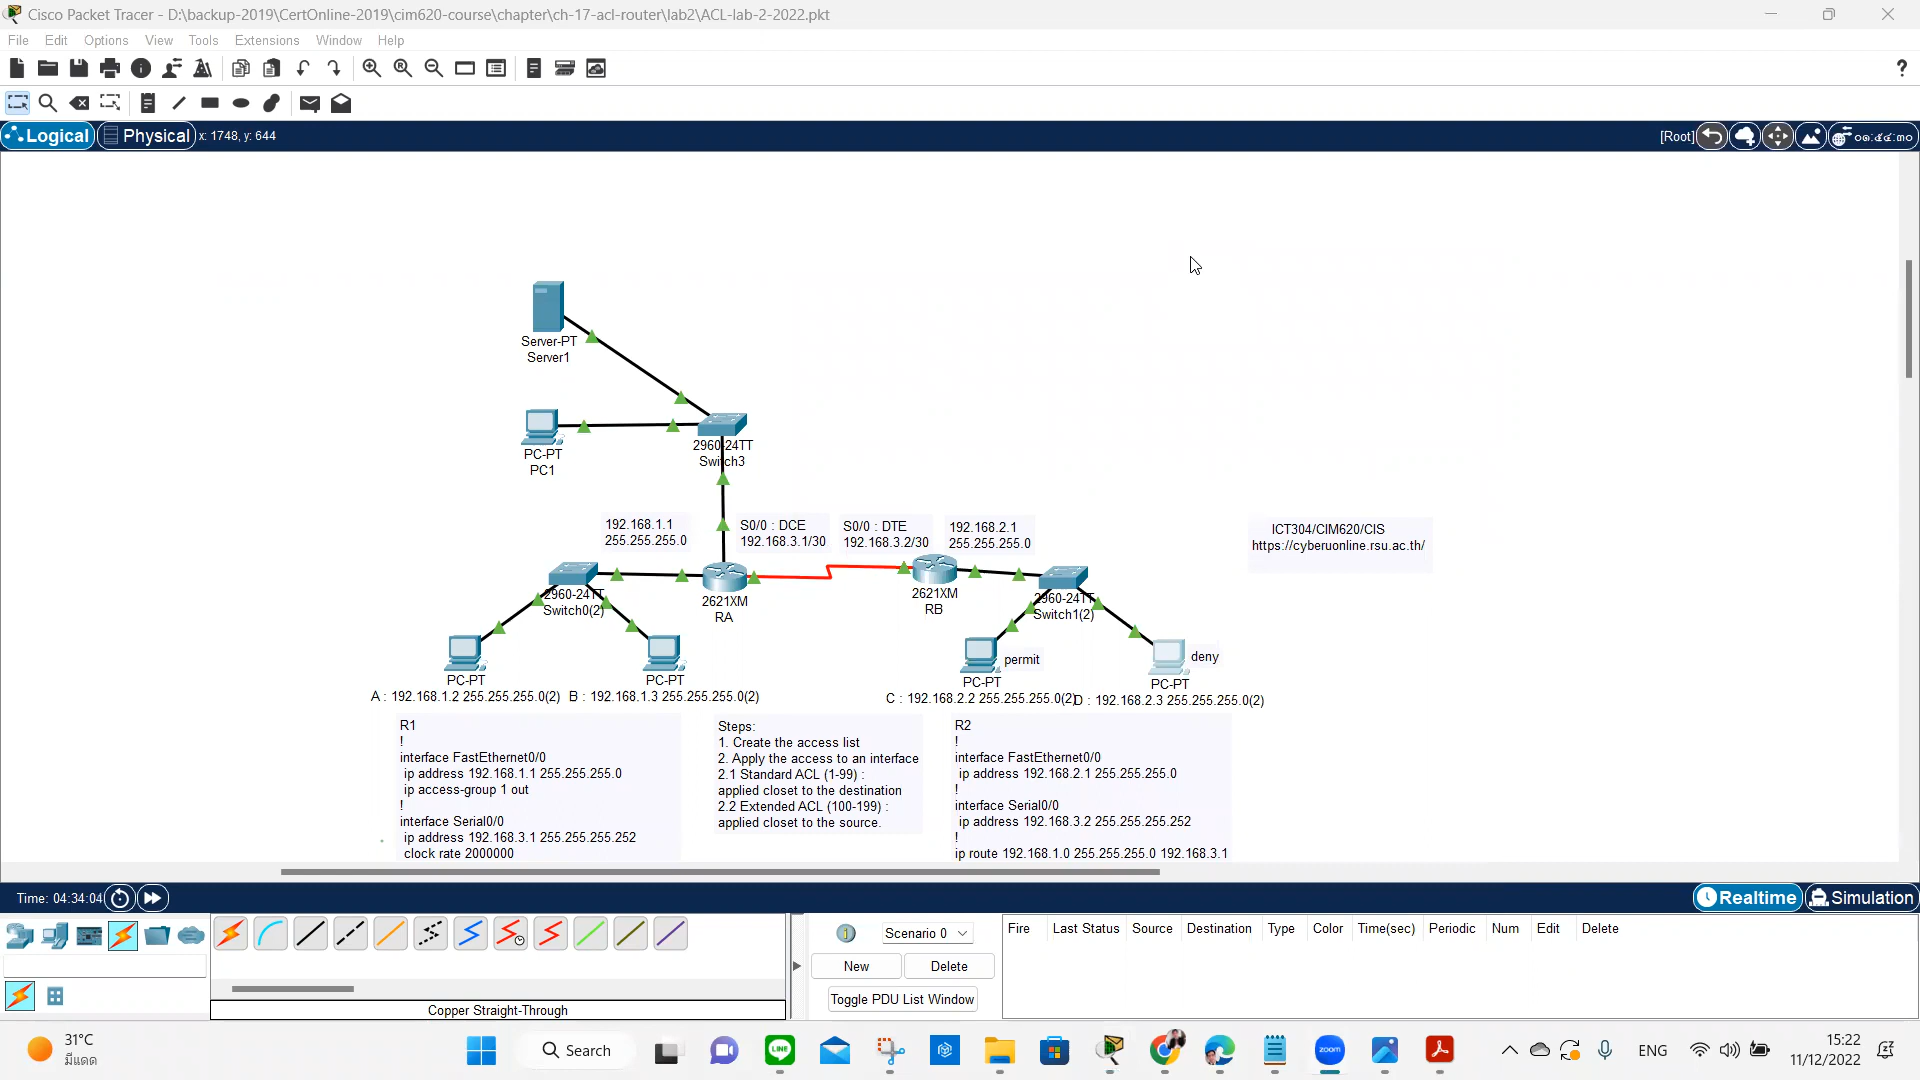 Cisco Packet Tracer - D:\backup-2019\CertOnline-2019\cim620-course\chapter\ch-17-acl-router\lab2\ACL-lab-2-2022.pkt
File Edit Options View Tools Extensions Window Help
?
Logical Physical x: 1748, y: 644
[Root] ๐๑:๕๔:๓๐
Server-PT
Server1
PC-PT
PC1
2960-24TT
Switch3
192.168.1.1
255.255.255.0
S0/0 : DCE
192.168.3.1/30
S0/0 : DTE
192.168.3.2/30
192.168.2.1
255.255.255.0
ICT304/CIM620/CIS
https://cyberuonline.rsu.ac.th/
2960-24TT
Switch0(2)
2621XM
RA
2621XM
RB
2960-24TT
Switch1(2)
PC-PT
A : 192.168.1.2 255.255.255.0(2)
PC-PT
B : 192.168.1.3 255.255.255.0(2)
permit
PC-PT
C : 192.168.2.2 255.255.255.0(2)
deny
PC-PT
D : 192.168.2.3 255.255.255.0(2)
R1
!
interface FastEthernet0/0
ip address 192.168.1.1 255.255.255.0
ip access-group 1 out
!
interface Serial0/0
ip address 192.168.3.1 255.255.255.252
clock rate 2000000
Steps:
1. Create the access list
2. Apply the access to an interface
2.1 Standard ACL (1-99) :
applied closet to the destination
2.2 Extended ACL (100-199) :
applied closet to the source.
R2
!
interface FastEthernet0/0
ip address 192.168.2.1 255.255.255.0
!
interface Serial0/0
ip address 192.168.3.2 255.255.255.252
!
ip route 192.168.1.0 255.255.255.0 192.168.3.1
Time: 04:34:04
Realtime Simulation
Scenario 0
New Delete
Toggle PDU List Window
Fire Last Status Source Destination Type Color Time(sec) Periodic Num Edit Delete
Copper Straight-Through
31°C
มีแดด
Search
LINE
zoom
ENG
15:22
11/12/2022